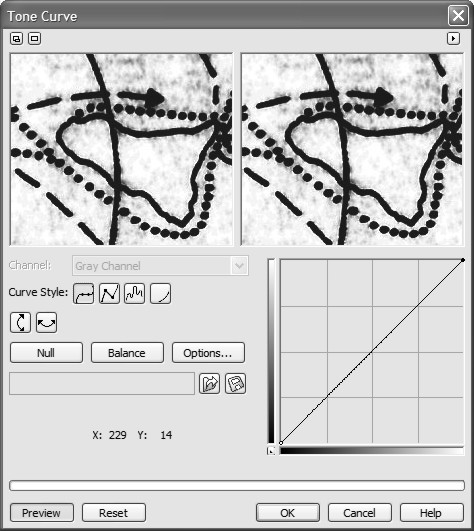 Tone Curve
Channel: Gray Channel
Curve Style:
Null Balance Options...
X: 229 Y: 14
Preview Reset OK Cancel Help